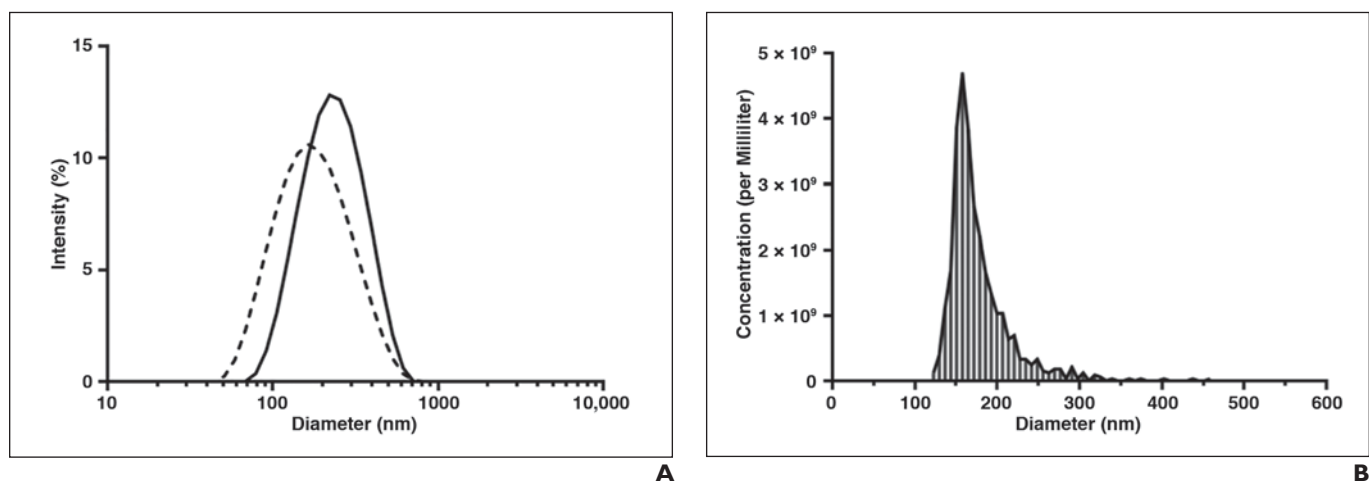 15
10
5
0
Intensity (%)
10
100
1000
10,000
Diameter (nm)
A
5 × 10⁹
4 × 10⁹
3 × 10⁹
2 × 10⁹
1 × 10⁹
0
Concentration (per Milliliter)
0
100
200
300
400
500
600
Diameter (nm)
B